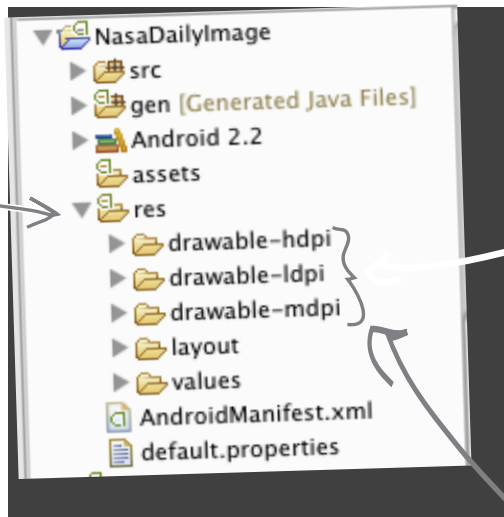 NasaDailyImage
src
gen [Generated Java Files]
Android 2.2
assets
res
drawable-hdpi
drawable-ldpi
drawable-mdpi
layout
values
AndroidManifest.xml
default.properties